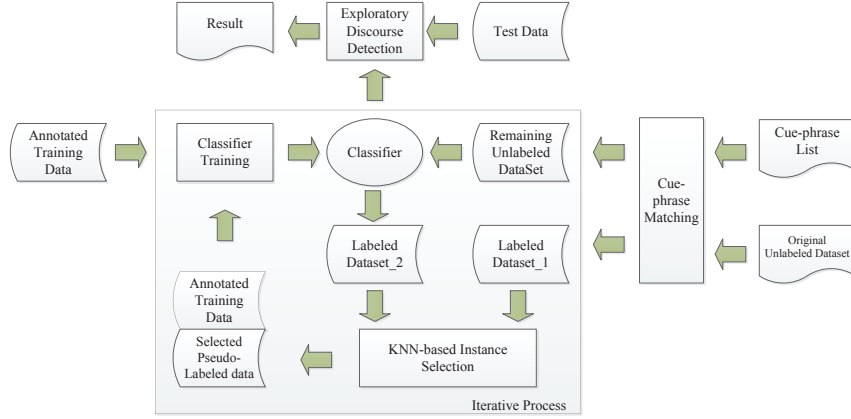 Result
Exploratory
Discourse
Detection
Test Data
Annotated
Training
Data
Classifier
Training
Classifier
Remaining
Unlabeled
DataSet
Cue-
phrase
Matching
Cue-phrase
List
Labeled
Dataset_2
Labeled
Dataset_1
Original
Unlabeled Dataset
Annotated
Training
Data
Selected
Pseudo-
Labeled data
KNN-based Instance
Selection
Iterative Process